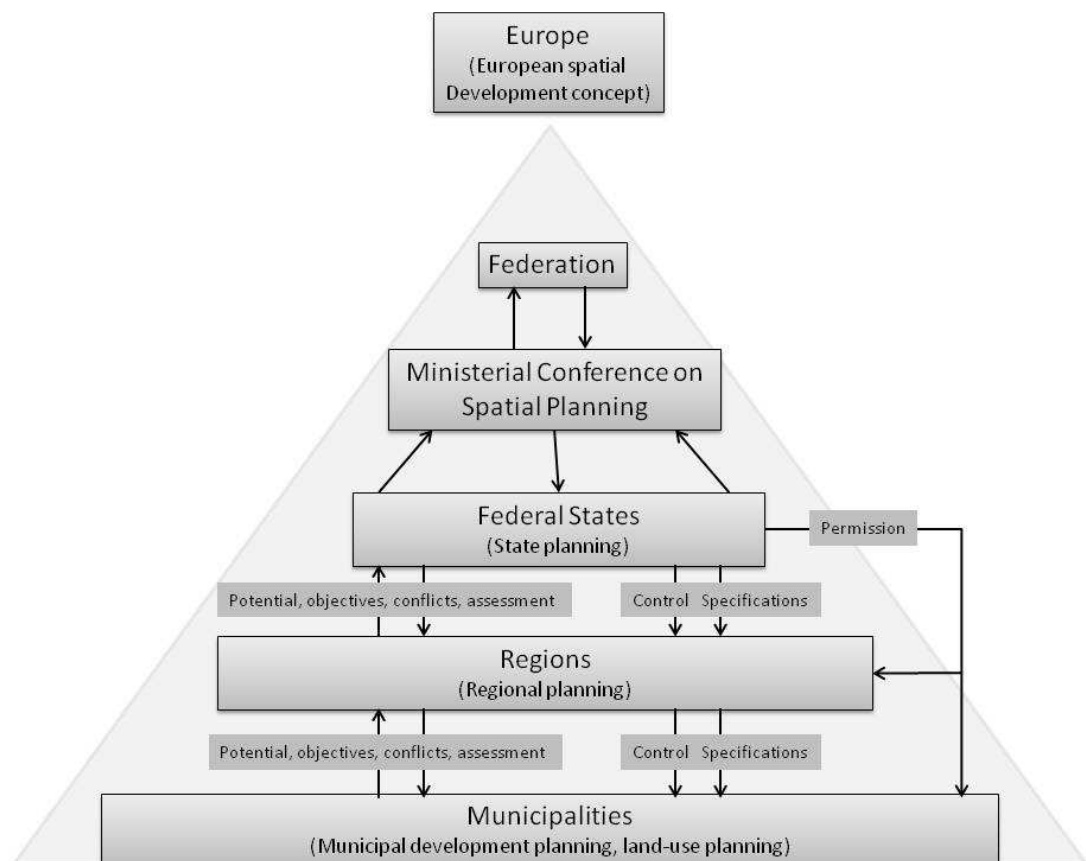 Europe
(European spatial
Development concept)
Federation
Ministerial Conference on
Spatial Planning
Federal States
(State planning)
Permission
Potential, objectives, conflicts, assessment
Control Specifications
Regions
(Regional planning)
Potential, objectives, conflicts, assessment
Control Specifications
Municipalities
(Municipal development planning, land-use planning)